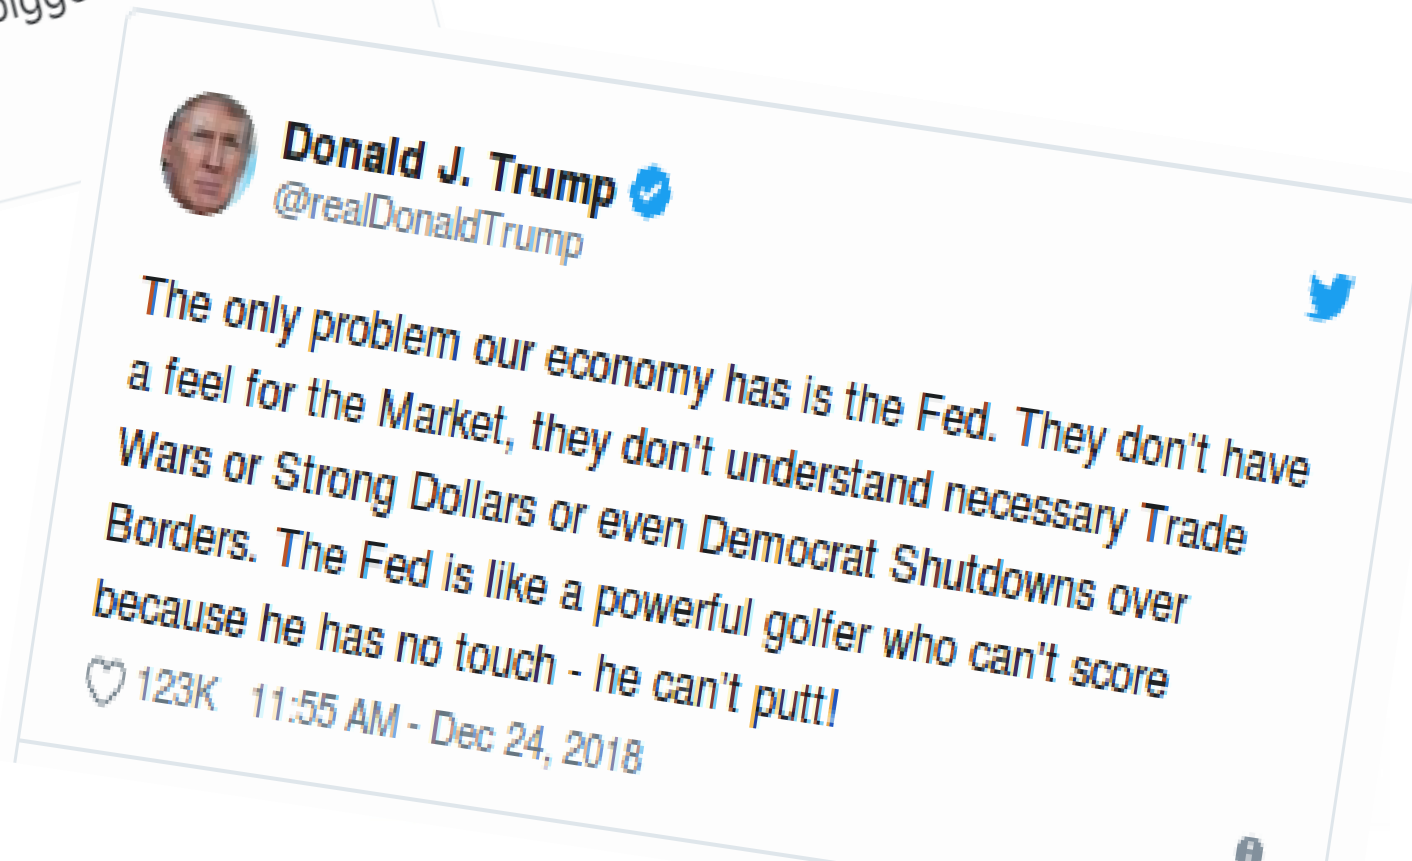 Donald J. Trump
@realDonaldTrump
The only problem our economy has is the Fed. They don't have
a feel for the Market, they don't understand necessary Trade
Wars or Strong Dollars or even Democrat Shutdowns over
Borders. The Fed is like a powerful golfer who can't score
because he has no touch - he can't putt!
123K 11:55 AM - Dec 24, 2018